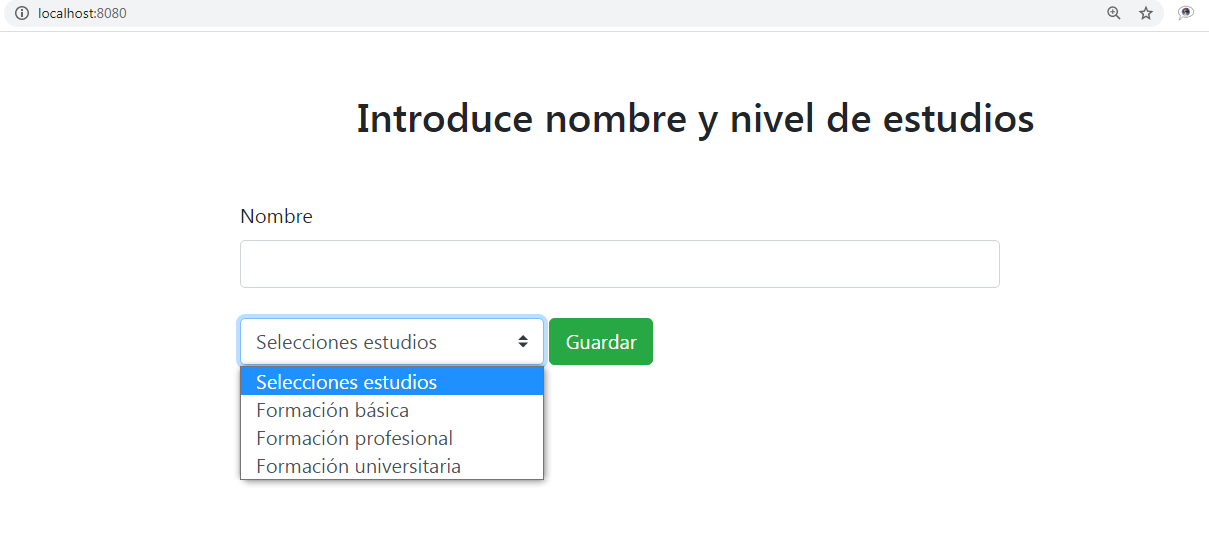 localhost:8080
Introduce nombre y nivel de estudios
Nombre
Selecciones estudios
Guardar
Selecciones estudios
Formación básica
Formación profesional
Formación universitaria